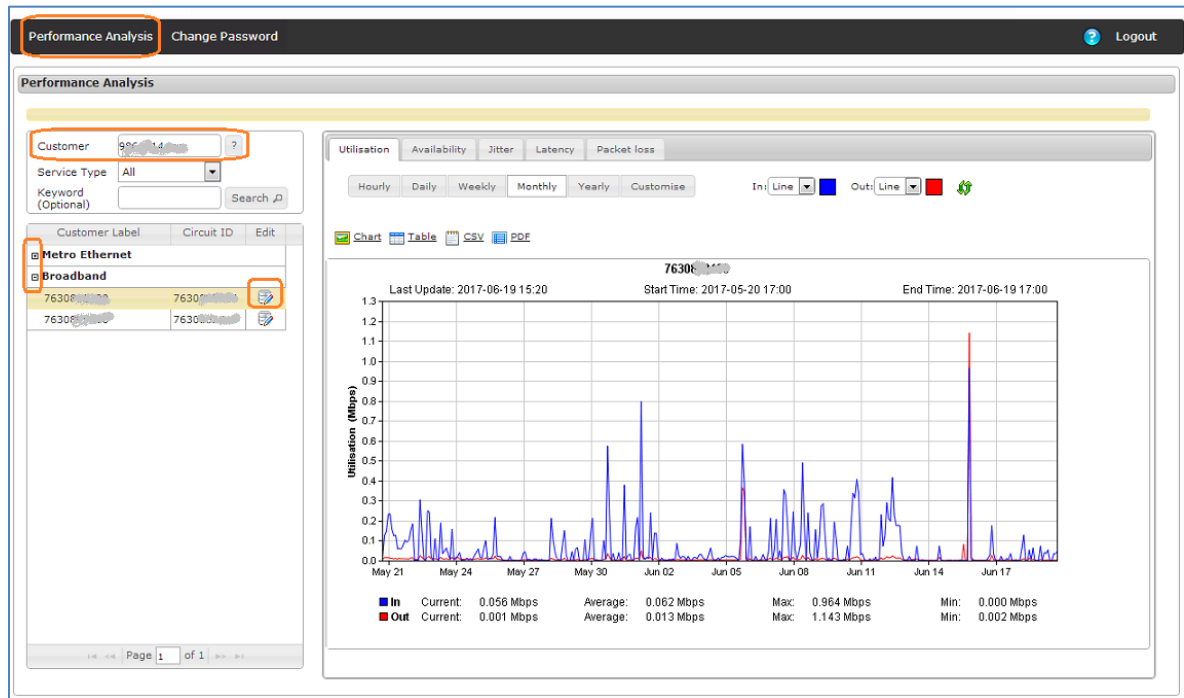 Performance Analysis Change Password Logout
Performance Analysis
Customer ?
Service Type All
Keyword
(Optional) Search
Customer Label Circuit ID Edit
Metro Ethernet
Broadband
Page 1 of 1
Utilisation Availability Jitter Latency Packet loss
Hourly Daily Weekly Monthly Yearly Customise In: Line Out: Line
Chart Table CSV PDF
Last Update: 2017-06-19 15:20 Start Time: 2017-05-20 17:00 End Time: 2017-06-19 17:00
Utilisation (Mbps)
1.3
1.2
1.1
1.0
0.9
0.8
0.7
0.6
0.5
0.4
0.3
0.2
0.1
0.0
May 21 May 24 May 27 May 30 Jun 02 Jun 05 Jun 08 Jun 11 Jun 14 Jun 17
In Current: 0.056 Mbps Average: 0.062 Mbps Max: 0.964 Mbps Min: 0.000 Mbps
Out Current: 0.001 Mbps Average: 0.013 Mbps Max: 1.143 Mbps Min: 0.002 Mbps